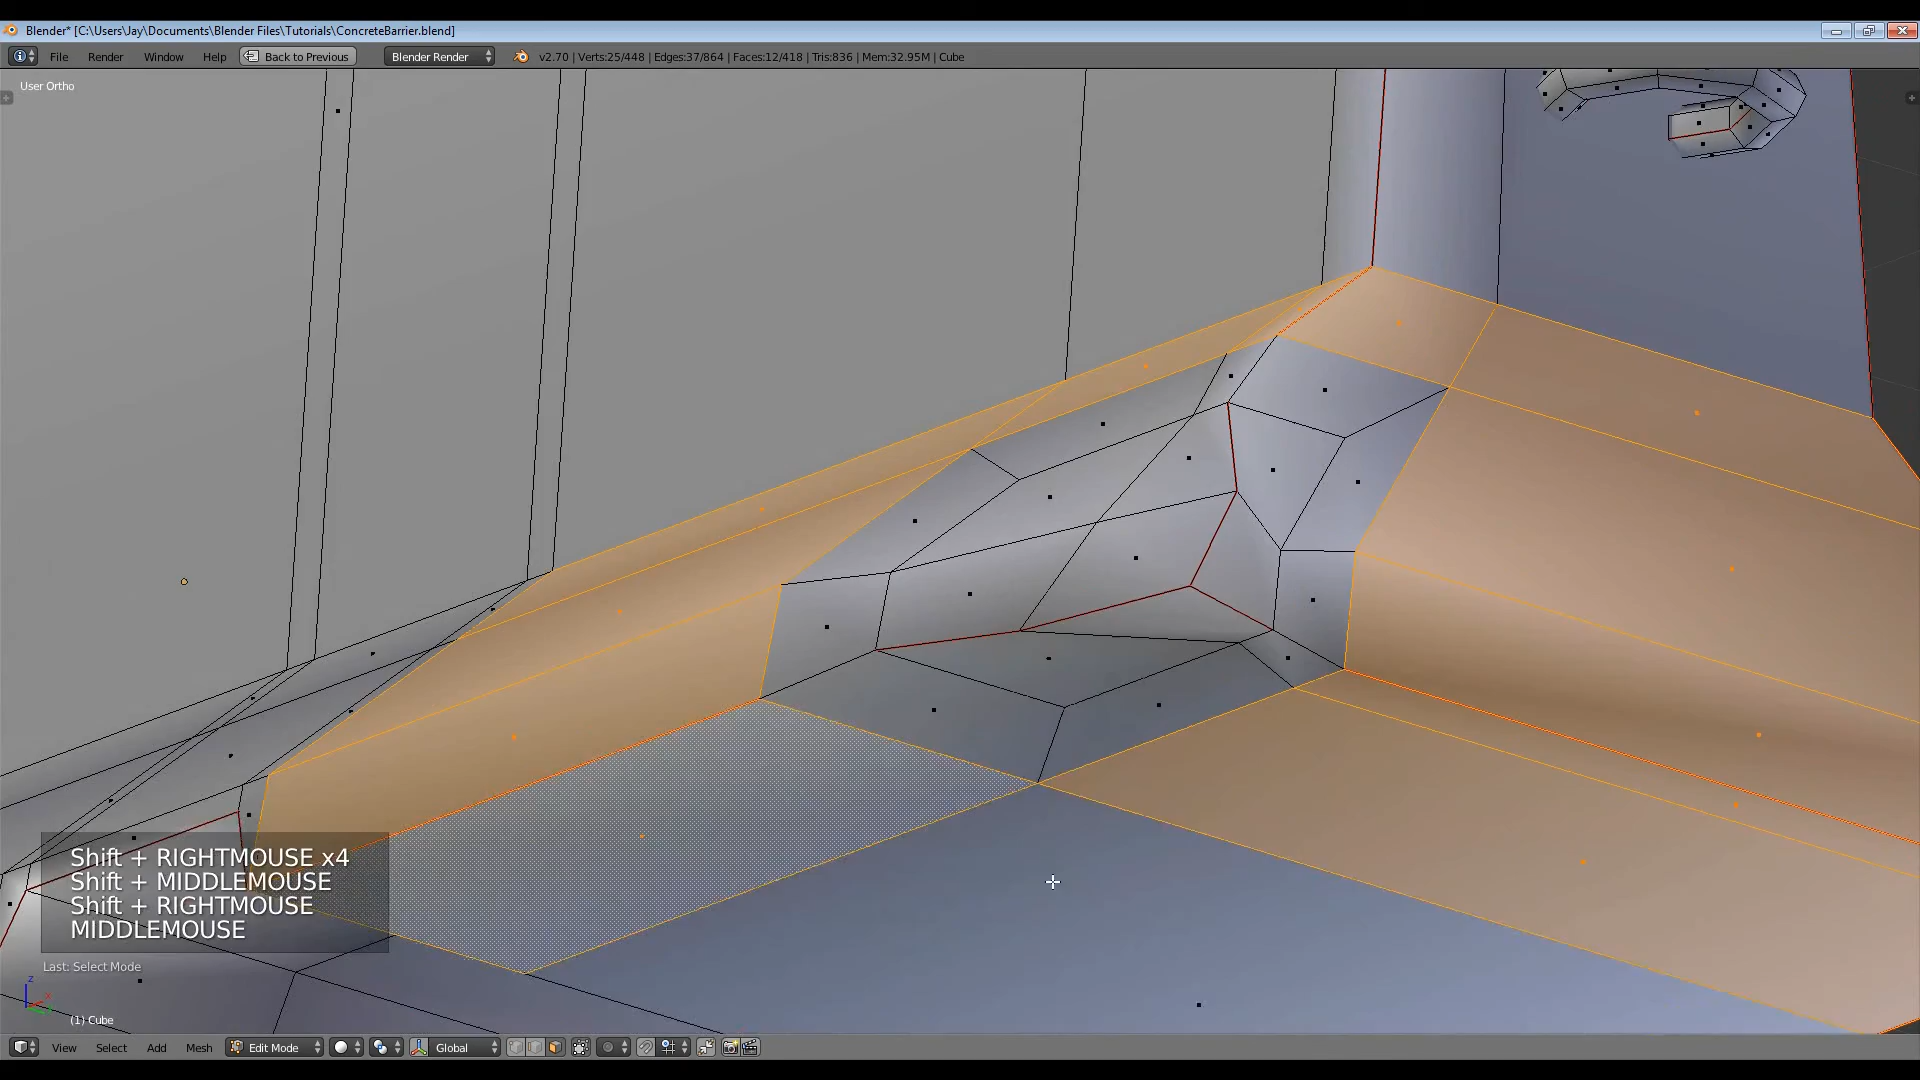 Blender* [C:\Users\Jay\Documents\Blender Files\Tutorials\ConcreteBarrier.blend]
File Render Window Help Back to Previous Blender Render v2.70 | Verts:25/448 | Edges:37/864 | Faces:12/418 | Tris:836 | Mem:32.95M | Cube
User Ortho
Shift + RIGHTMOUSE x4
Shift + MIDDLEMOUSE
Shift + RIGHTMOUSE
MIDDLEMOUSE
Last: Select Mode
z
x
(1) Cube
View Select Add Mesh Edit Mode Global